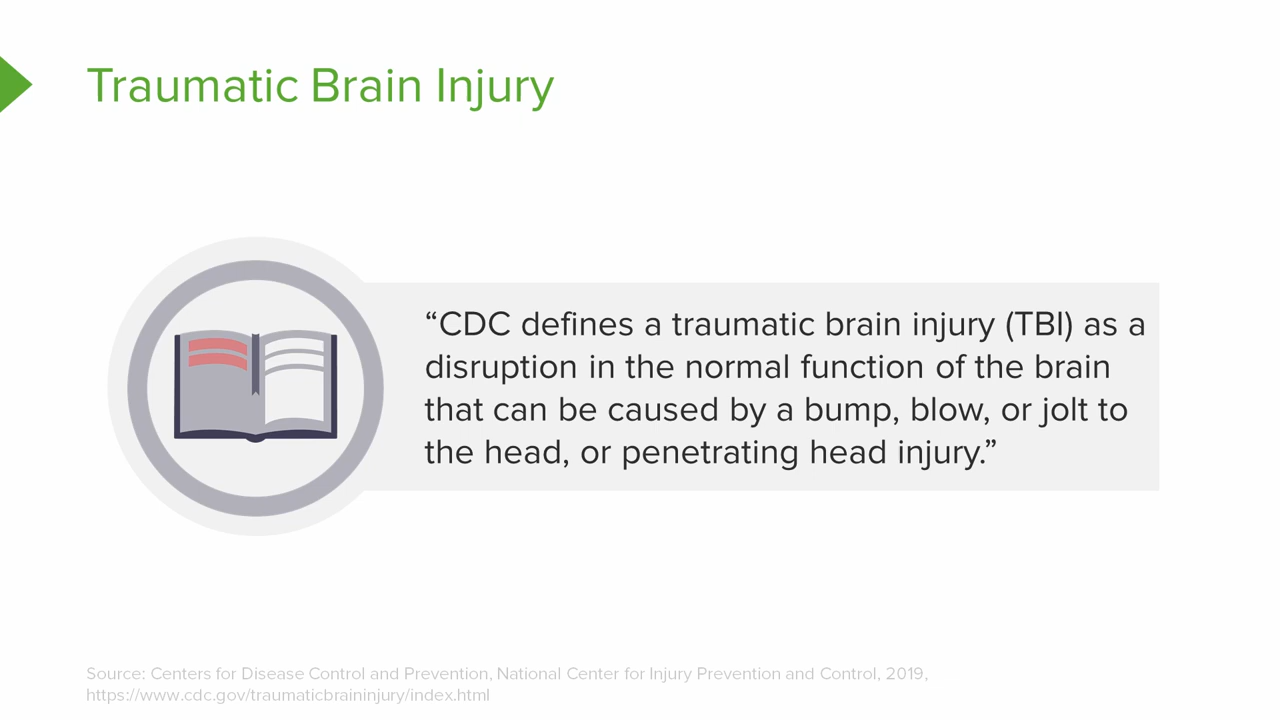 Traumatic Brain Injury
“CDC defines a traumatic brain injury (TBI) as a
disruption in the normal function of the brain
that can be caused by a bump, blow, or jolt to
the head, or penetrating head injury.”
Source: Centers for Disease Control and Prevention, National Center for Injury Prevention and Control, 2019,
https://www.cdc.gov/traumaticbraininjury/index.html